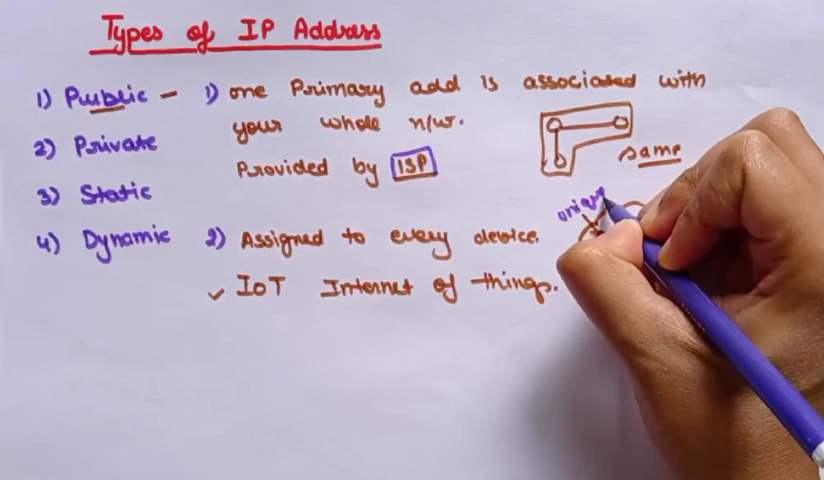 Types of IP Address
1) Public - 1) one Primary add is associated with
your whole n/w.
2) Private
Provided by ISP
same
3) Static
unique
4) Dynamic 2) Assigned to every device.
✓ IoT Internet of things.